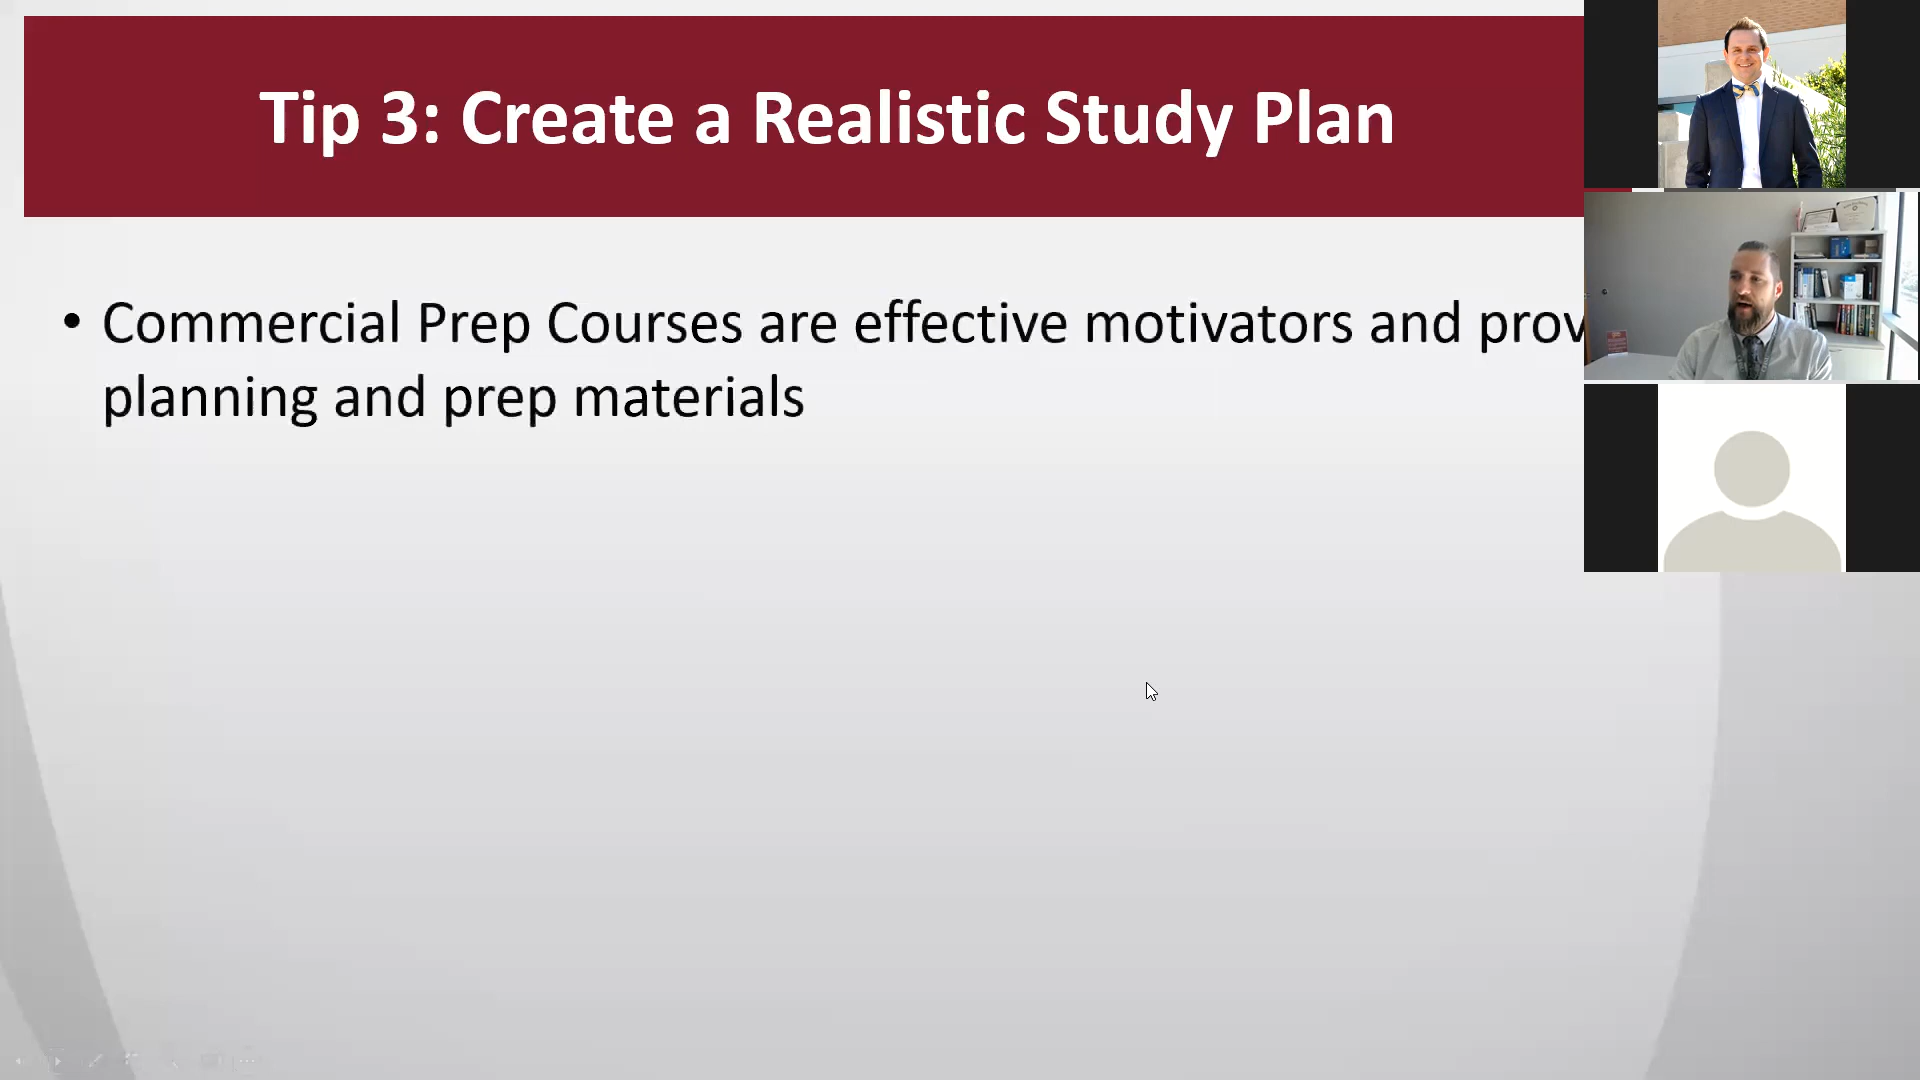 Tip 3: Create a Realistic Study Plan
• Commercial Prep Courses are effective motivators and prov
planning and prep materials